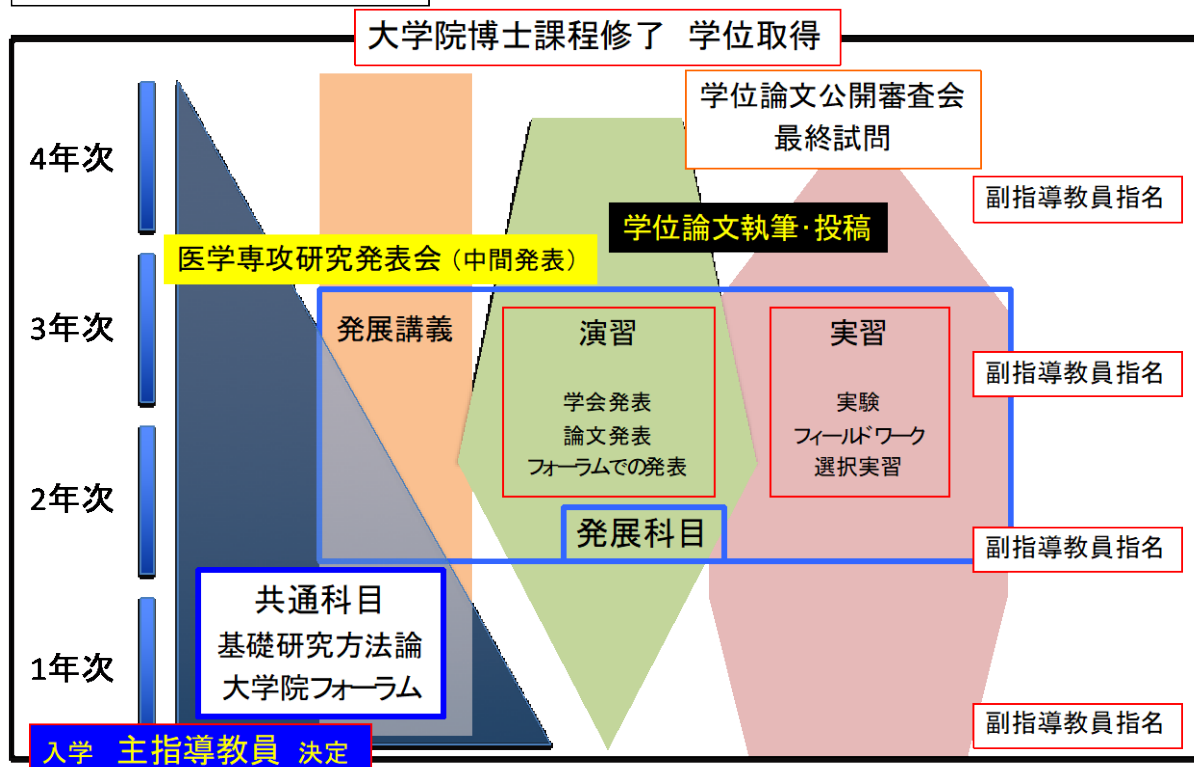 大学院博士課程修了 学位取得
学位論文公開審査会
最終試問
4年次
副指導教員指名
学位論文執筆・投稿
医学専攻研究発表会(中間発表)
3年次
発展講義
演習
学会発表
論文発表
フォーラムでの発表
実習
実験
フィールドワーク
選択実習
副指導教員指名
2年次
発展科目
副指導教員指名
共通科目
基礎研究方法論
大学院フォーラム
1年次
副指導教員指名
入学 主指導教員 決定